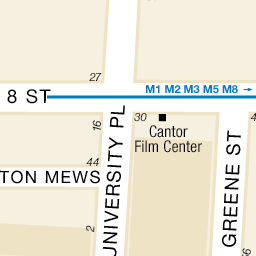 27
M1 M2 M3 M5 M8 →
8 ST
30
16
Cantor
Film Center
44
TON MEWS
UNIVERSITY PL
GREENE ST
2